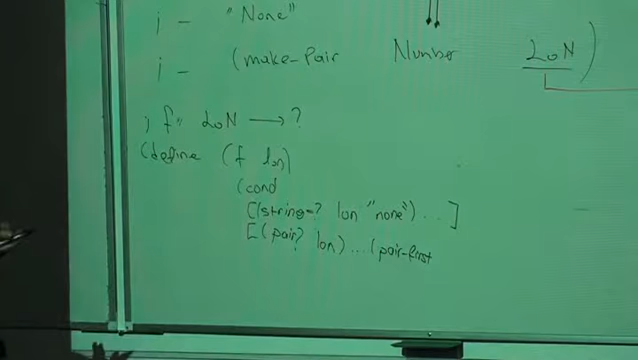 ; - "None"
; - (make-Pair Number LoN)
; f: LoN → ?
(define (f lon)
(cond
[(string=? lon "none") ... ]
[(pair? lon) ... (pair-first